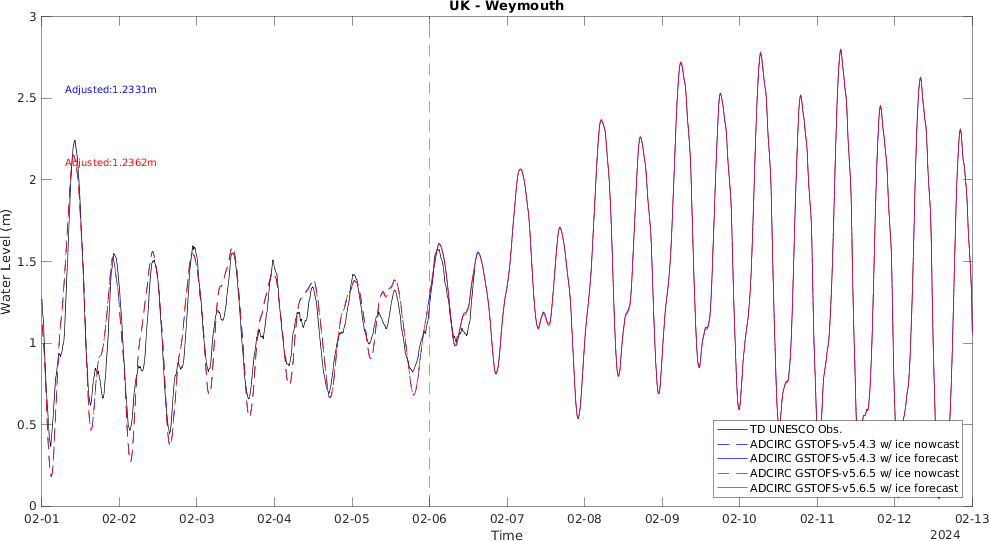 UK - Weymouth
3
2.5
2
1.5
1
0.5
0
Water Level (m)
Adjusted:1.2331m
Adjusted:1.2362m
TD UNESCO Obs.
ADCIRC GSTOFS-v5.4.3 w/ ice nowcast
ADCIRC GSTOFS-v5.4.3 w/ ice forecast
ADCIRC GSTOFS-v5.6.5 w/ ice nowcast
ADCIRC GSTOFS-v5.6.5 w/ ice forecast
02-01 02-02 02-03 02-04 02-05 02-06 02-07 02-08 02-09 02-10 02-11 02-12 02-13
Time
2024